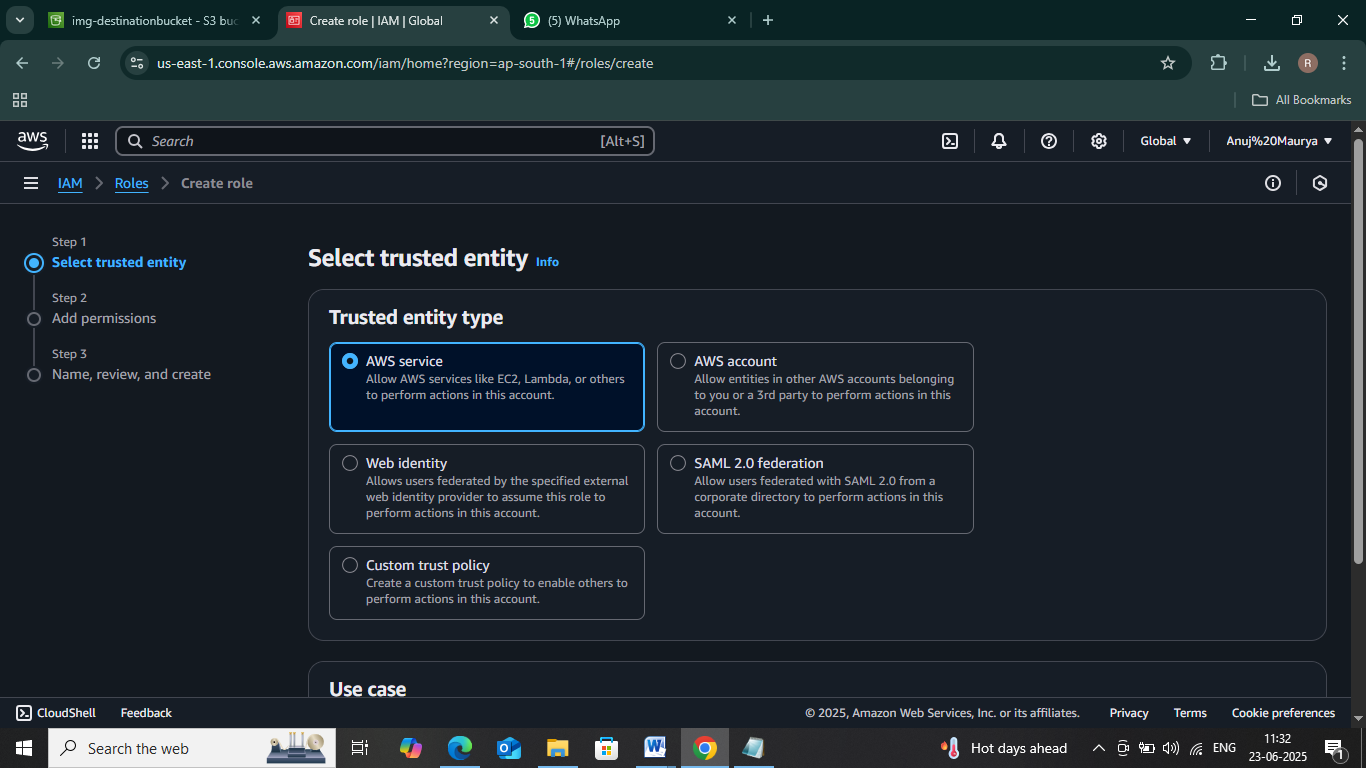 img-destinationbucket - S3 buc
Create role | IAM | Global
(5) WhatsApp
us-east-1.console.aws.amazon.com/iam/home?region=ap-south-1#/roles/create
R
All Bookmarks
aws
Search
[Alt+S]
Global
Anuj%20Maurya
IAM
Roles
Create role
Step 1
Select trusted entity
Step 2
Add permissions
Step 3
Name, review, and create
Select trusted entity Info
Trusted entity type
AWS service
Allow AWS services like EC2, Lambda, or others
to perform actions in this account.
AWS account
Allow entities in other AWS accounts belonging
to you or a 3rd party to perform actions in this
account.
Web identity
Allows users federated by the specified external
web identity provider to assume this role to
perform actions in this account.
SAML 2.0 federation
Allow users federated with SAML 2.0 from a
corporate directory to perform actions in this
account.
Custom trust policy
Create a custom trust policy to enable others to
perform actions in this account.
Use case
CloudShell
Feedback
© 2025, Amazon Web Services, Inc. or its affiliates.
Privacy
Terms
Cookie preferences
Search the web
Hot days ahead
ENG
11:32
23-06-2025
1